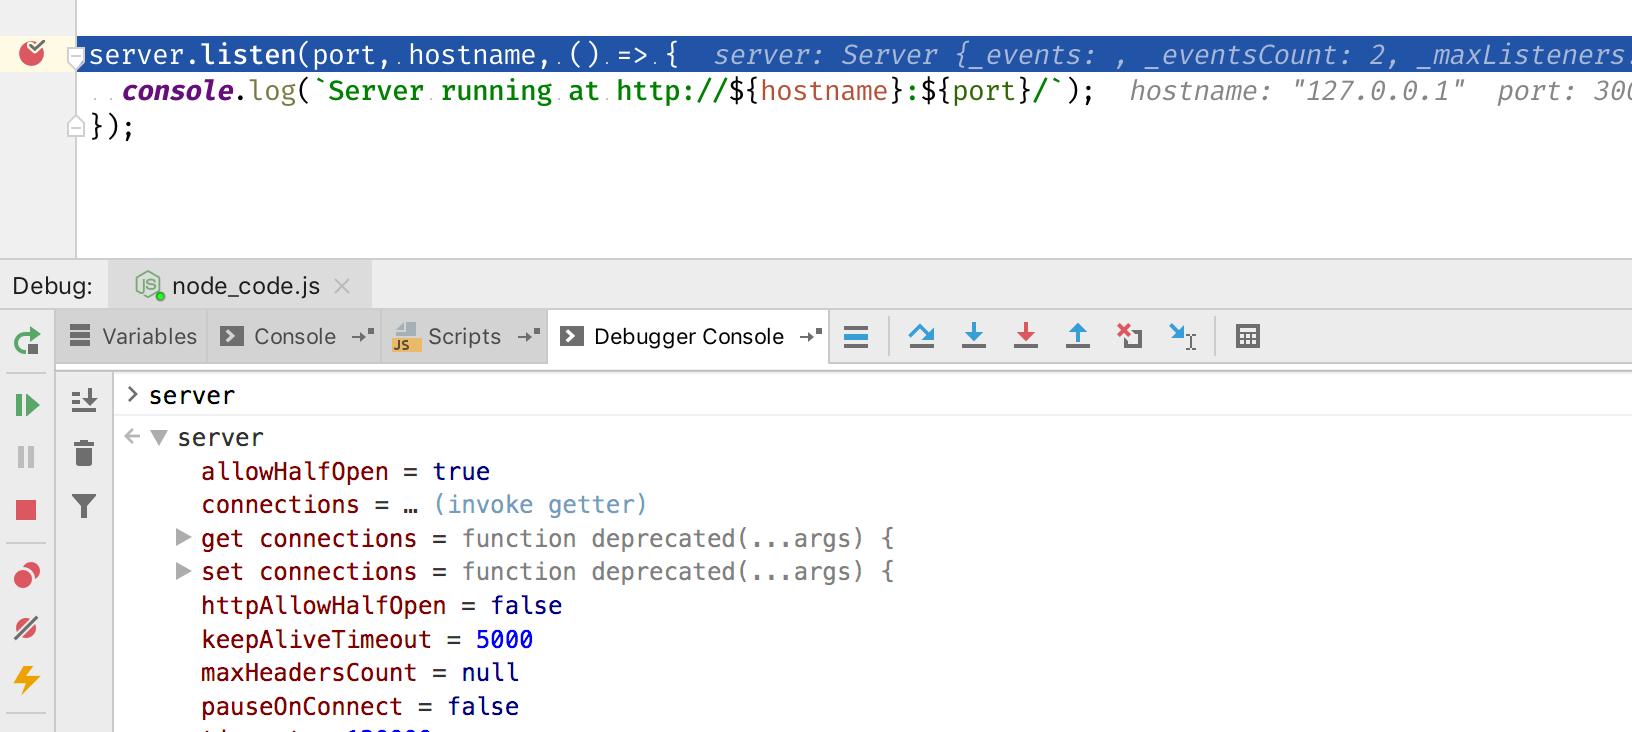 server.listen(port, hostname, () => {  server: Server {_events: , _eventsCount: 2, _maxListeners:
console.log(`Server running at http://${hostname}:${port}/`);  hostname: "127.0.0.1"  port: 300
});
Debug: node_code.js
Variables Console Scripts Debugger Console
> server
server
allowHalfOpen = true
connections = … (invoke getter)
get connections = function deprecated(...args) {
set connections = function deprecated(...args) {
httpAllowHalfOpen = false
keepAliveTimeout = 5000
maxHeadersCount = null
pauseOnConnect = false